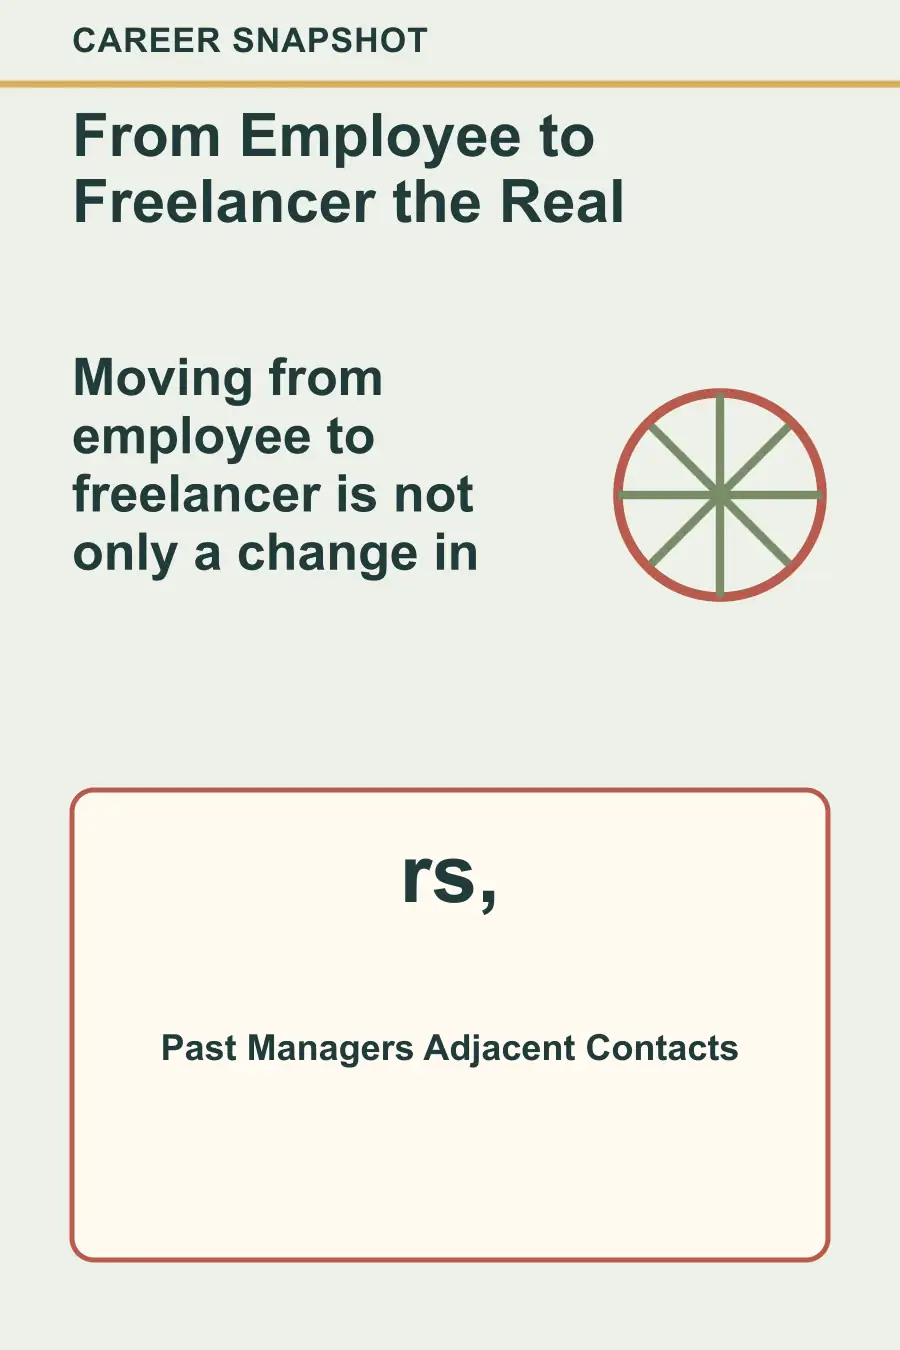 CAREER SNAPSHOT
From Employee to
Freelancer the Real
Moving from
employee to
freelancer is not
only a change in
rs,
Past Managers Adjacent Contacts